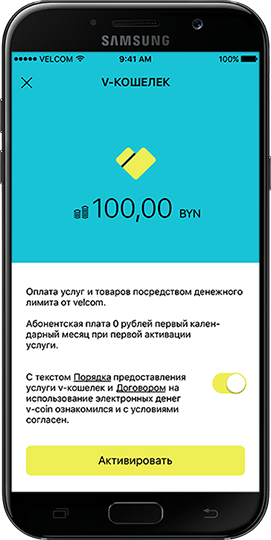 SAMSUNG
VELCOM 9:41 AM 100%
V-КОШЕЛЕК
100,00 BYN
Оплата услуг и товаров посредством денежного
лимита от velcom.
Абонентская плата 0 рублей первый кален-
дарный месяц при первой активации
услуги.
С текстом Порядка предоставления
услуги v-кошелек и Договором на
использование электронных денег
v-coin ознакомился и с условиями
согласен.
Активировать